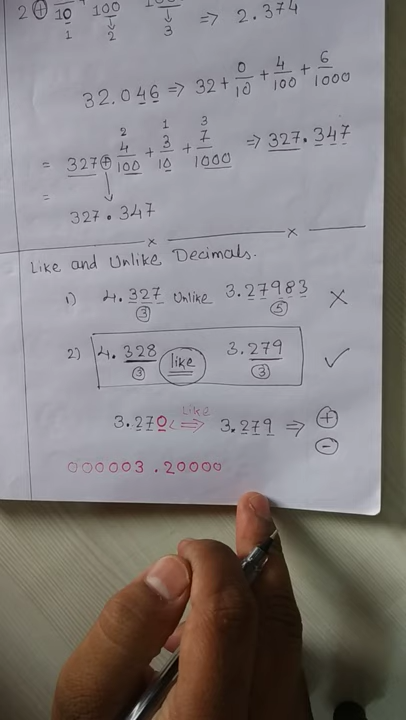 2 ⊕ 10 100 100 => 2.374
1 2 3
32.046 => 32 + 0/10 + 4/100 + 6/1000
2 1 3
= 327 ⊕ 4/100 + 3/10 + 7/1000 => 327.347
=
327.347
x x
Like and Unlike Decimals.
1) 4.327 Unlike 3.27983 X
3 5
2) 4.328 like 3.279 ✓
3 3
Like
3.270 => 3.279 => +
-
000003.20000